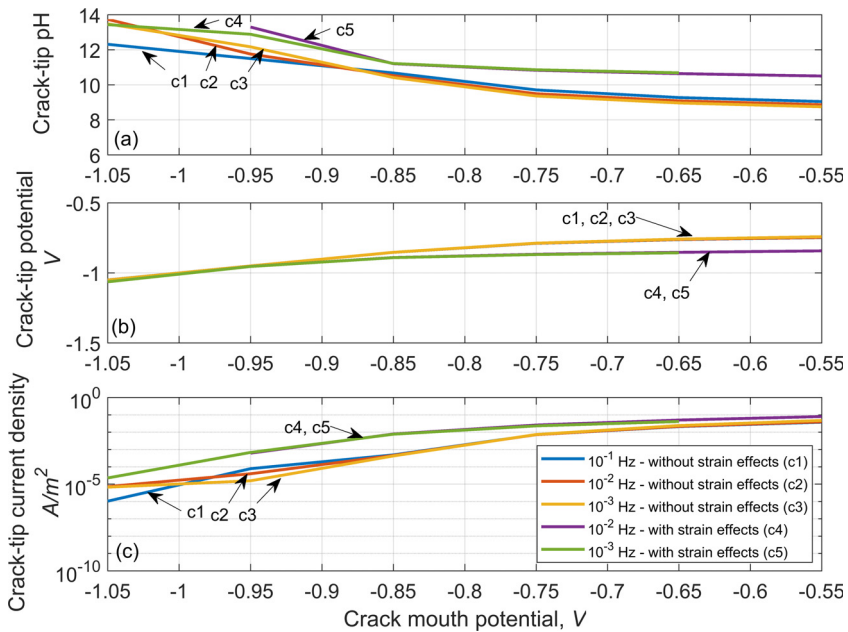 14
12
10
8
6
Crack-tip pH
c4
c5
c1
c2
c3
(a)
-1.05 -1 -0.95 -0.9 -0.85 -0.8 -0.75 -0.7 -0.65 -0.6 -0.55
-0.5
-1
-1.5
Crack-tip potential
V
c1, c2, c3
c4, c5
(b)
-1.05 -1 -0.95 -0.9 -0.85 -0.8 -0.75 -0.7 -0.65 -0.6 -0.55
10^0
10^-5
10^-10
Crack-tip current density
A/m^2
c4, c5
c1 c2 c3
(c)
10^-1 Hz - without strain effects (c1)
10^-2 Hz - without strain effects (c2)
10^-3 Hz - without strain effects (c3)
10^-2 Hz - with strain effects (c4)
10^-3 Hz - with strain effects (c5)
-1.05 -1 -0.95 -0.9 -0.85 -0.8 -0.75 -0.7 -0.65 -0.6 -0.55
Crack mouth potential, V